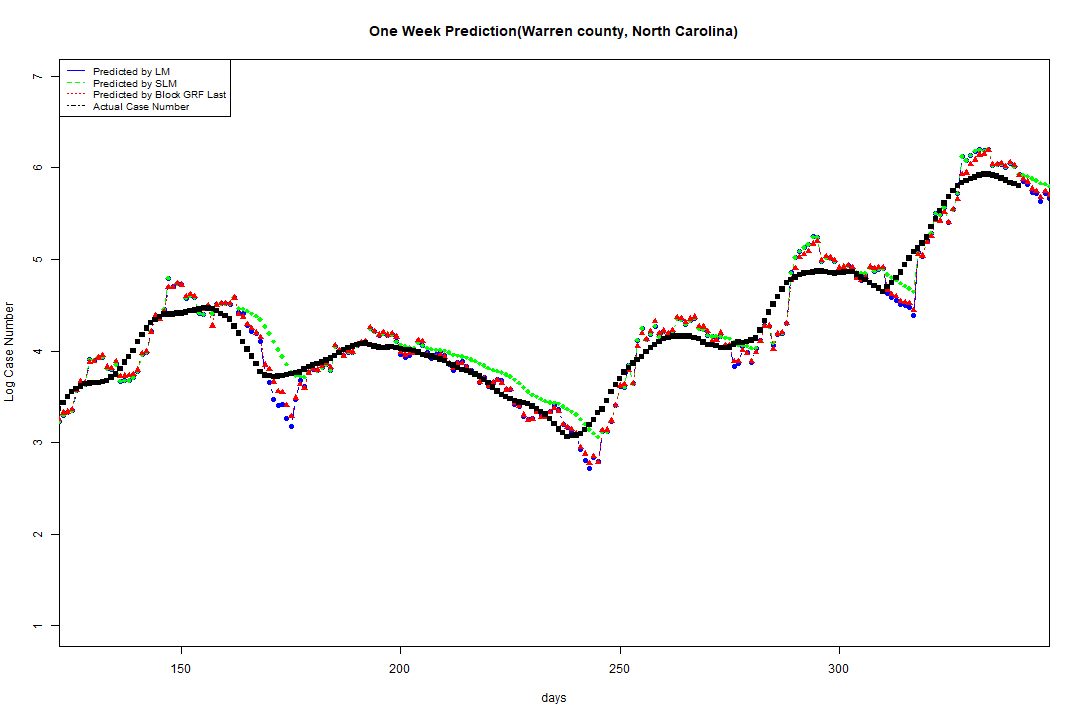 One Week Prediction(Warren county, North Carolina)
Predicted by LM
Predicted by SLM
Predicted by Block GRF Last
Actual Case Number
7
6
5
4
3
2
1
Log Case Number
150
200
250
300
days